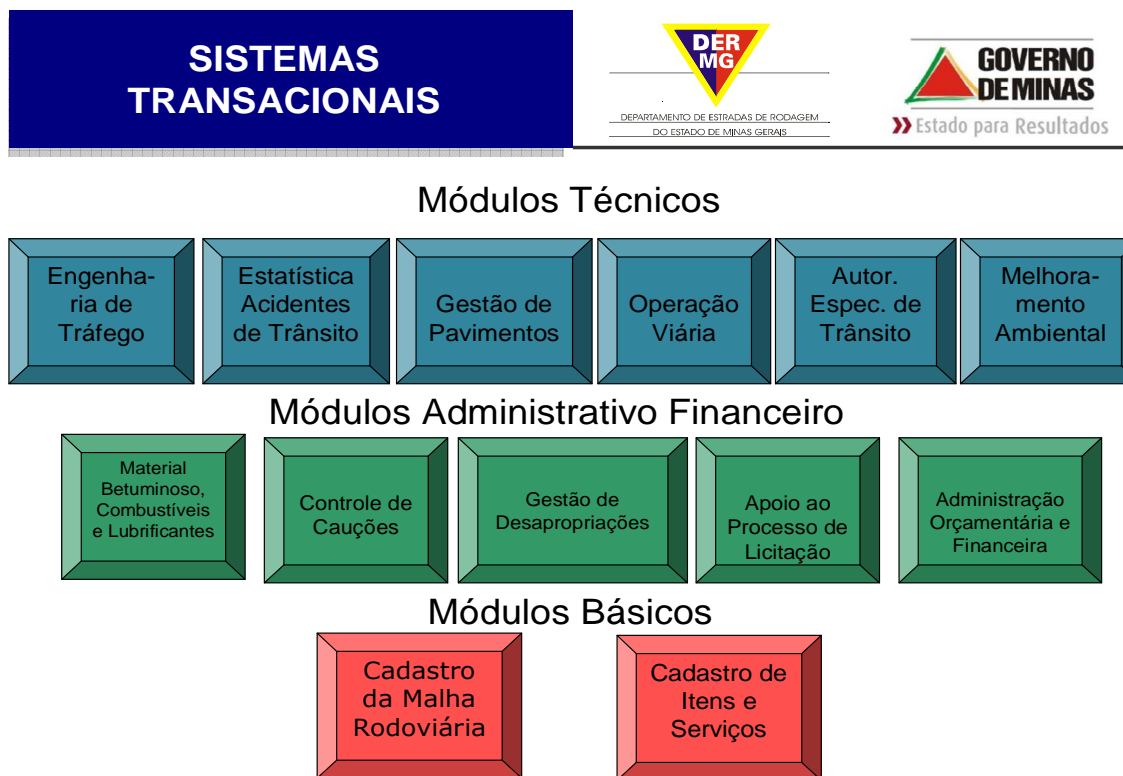 SISTEMAS
TRANSACIONAIS
DER
MG
DEPARTAMENTO DE ESTRADAS DE RODAGEM
DO ESTADO DE MINAS GERAIS
GOVERNO
DE MINAS
Estado para Resultados
Módulos Técnicos
Engenha-
ria de
Tráfego
Estatística
Acidentes
de Trânsito
Gestão de
Pavimentos
Operação
Viária
Autor.
Espec. de
Trânsito
Melhora-
mento
Ambiental
Módulos Administrativo Financeiro
Material
Betuminoso,
Combustíveis
e Lubrificantes
Controle de
Cauções
Gestão de
Desapropriações
Apoio ao
Processo de
Licitação
Administração
Orçamentária e
Financeira
Módulos Básicos
Cadastro
da Malha
Rodoviária
Cadastro de
Itens e
Serviços